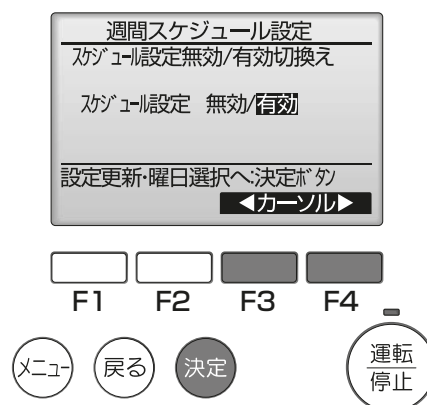 週間スケジュール設定
スケジュール設定無効/有効切換え
スケジュール設定 無効/有効
設定更新・曜日選択へ:決定ボタン
◀カーソル▶
F1 F2 F3 F4
メニュー 戻る 決定 運転
停止